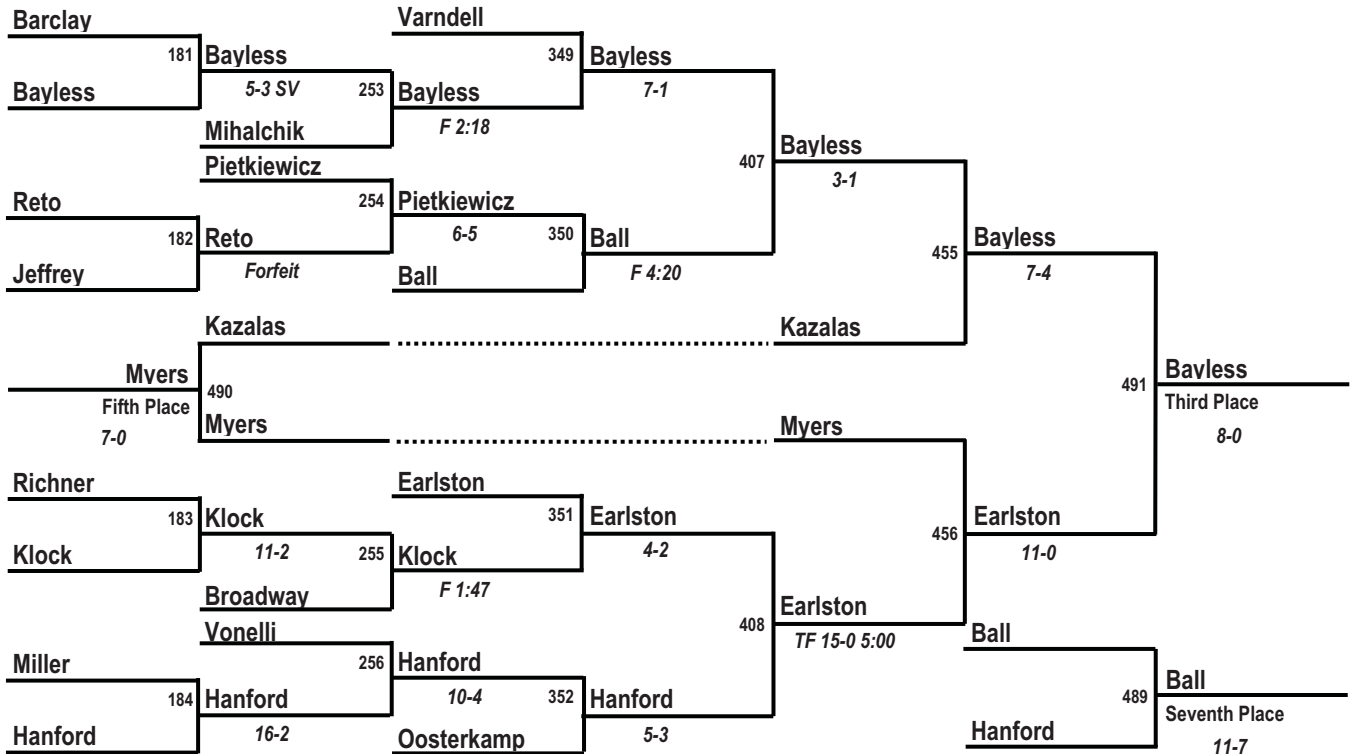 Barclay
181
Bayless
Bayless
5-3 SV
253
Mihalchik
Varndell
349
Bayless
F 2:18
Bayless
7-1
Pietkiewicz
254
Reto
182
Jeffrey
Reto
Forfeit
Pietkiewicz
6-5
350
Ball
Ball
F 4:20
407
Bayless
3-1
455
Kazalas
Kazalas
Bayless
7-4
Mvers
Fifth Place
7-0
490
Myers
Myers
491
Bavless
Third Place
8-0
Richner
183
Klock
Klock
11-2
255
Broadway
Earlston
351
Klock
F 1:47
Earlston
4-2
Vonelli
256
Miller
184
Hanford
Hanford
16-2
Hanford
10-4
352
Oosterkamp
Hanford
5-3
408
Earlston
TF 15-0 5:00
456
Earlston
11-0
Ball
489
Hanford
Ball
Seventh Place
11-7